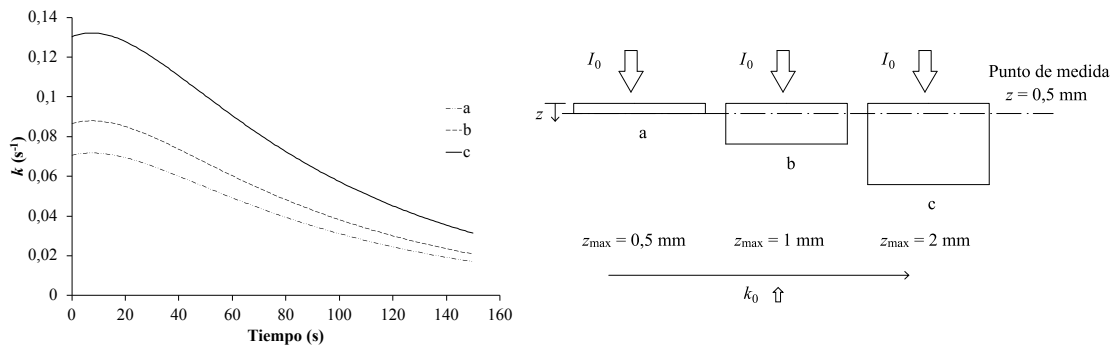 0,14
0,12
0,1
0,08
0,06
0,04
0,02
0
k (s-1)
0 20 40 60 80 100 120 140 160
Tiempo (s)
a
b
c
I0 I0 I0
Punto de medida
z = 0,5 mm
z
a
b
c
zmax = 0,5 mm zmax = 1 mm zmax = 2 mm
k0